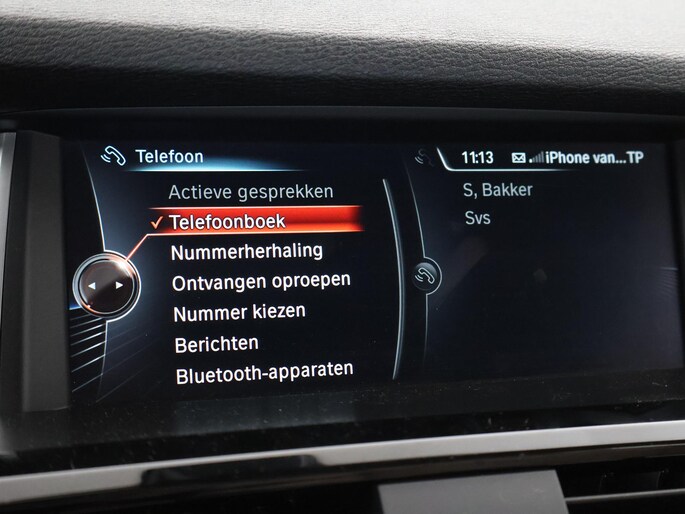 Telefoon
11:13 iPhone van...TP
Actieve gesprekken
Telefoonboek
Nummerherhaling
Ontvangen oproepen
Nummer kiezen
Berichten
Bluetooth-apparaten
S, Bakker
Svs